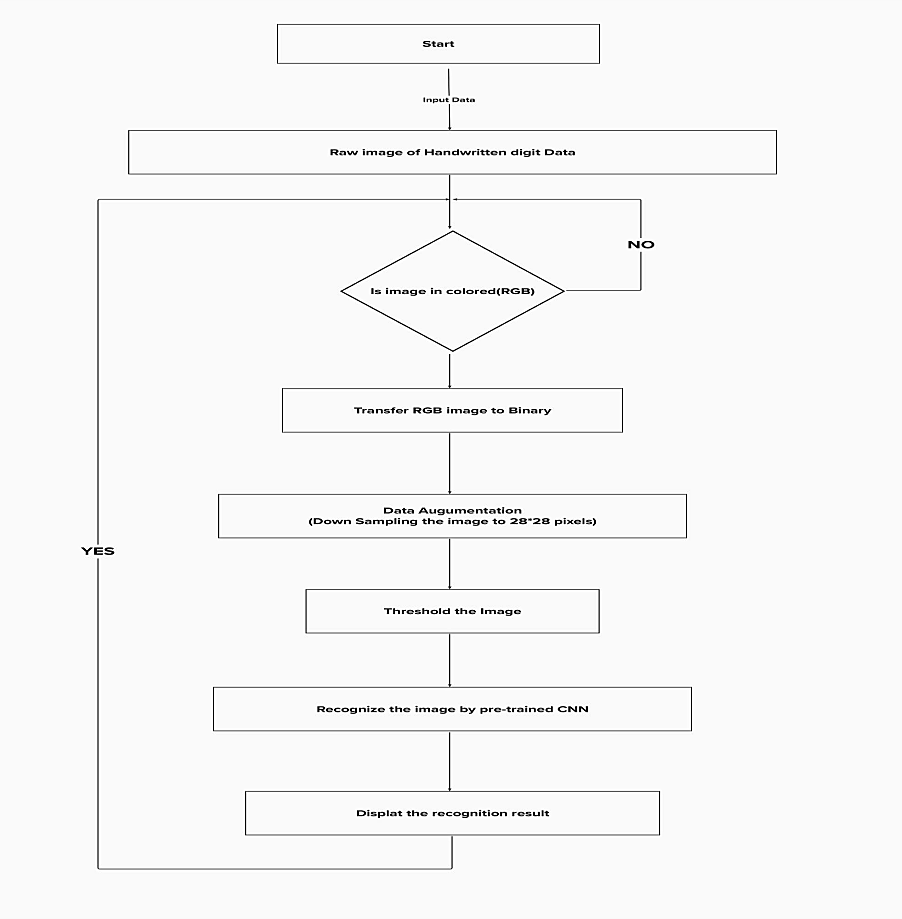 Start
Input Data
Raw image of Handwritten digit Data
NO
Is image in colored(RGB)
Transfer RGB image to Binary
Data Augumentation
(Down Sampling the image to 28*28 pixels)
YES
Threshold the Image
Recognize the image by pre-trained CNN
Displat the recognition result